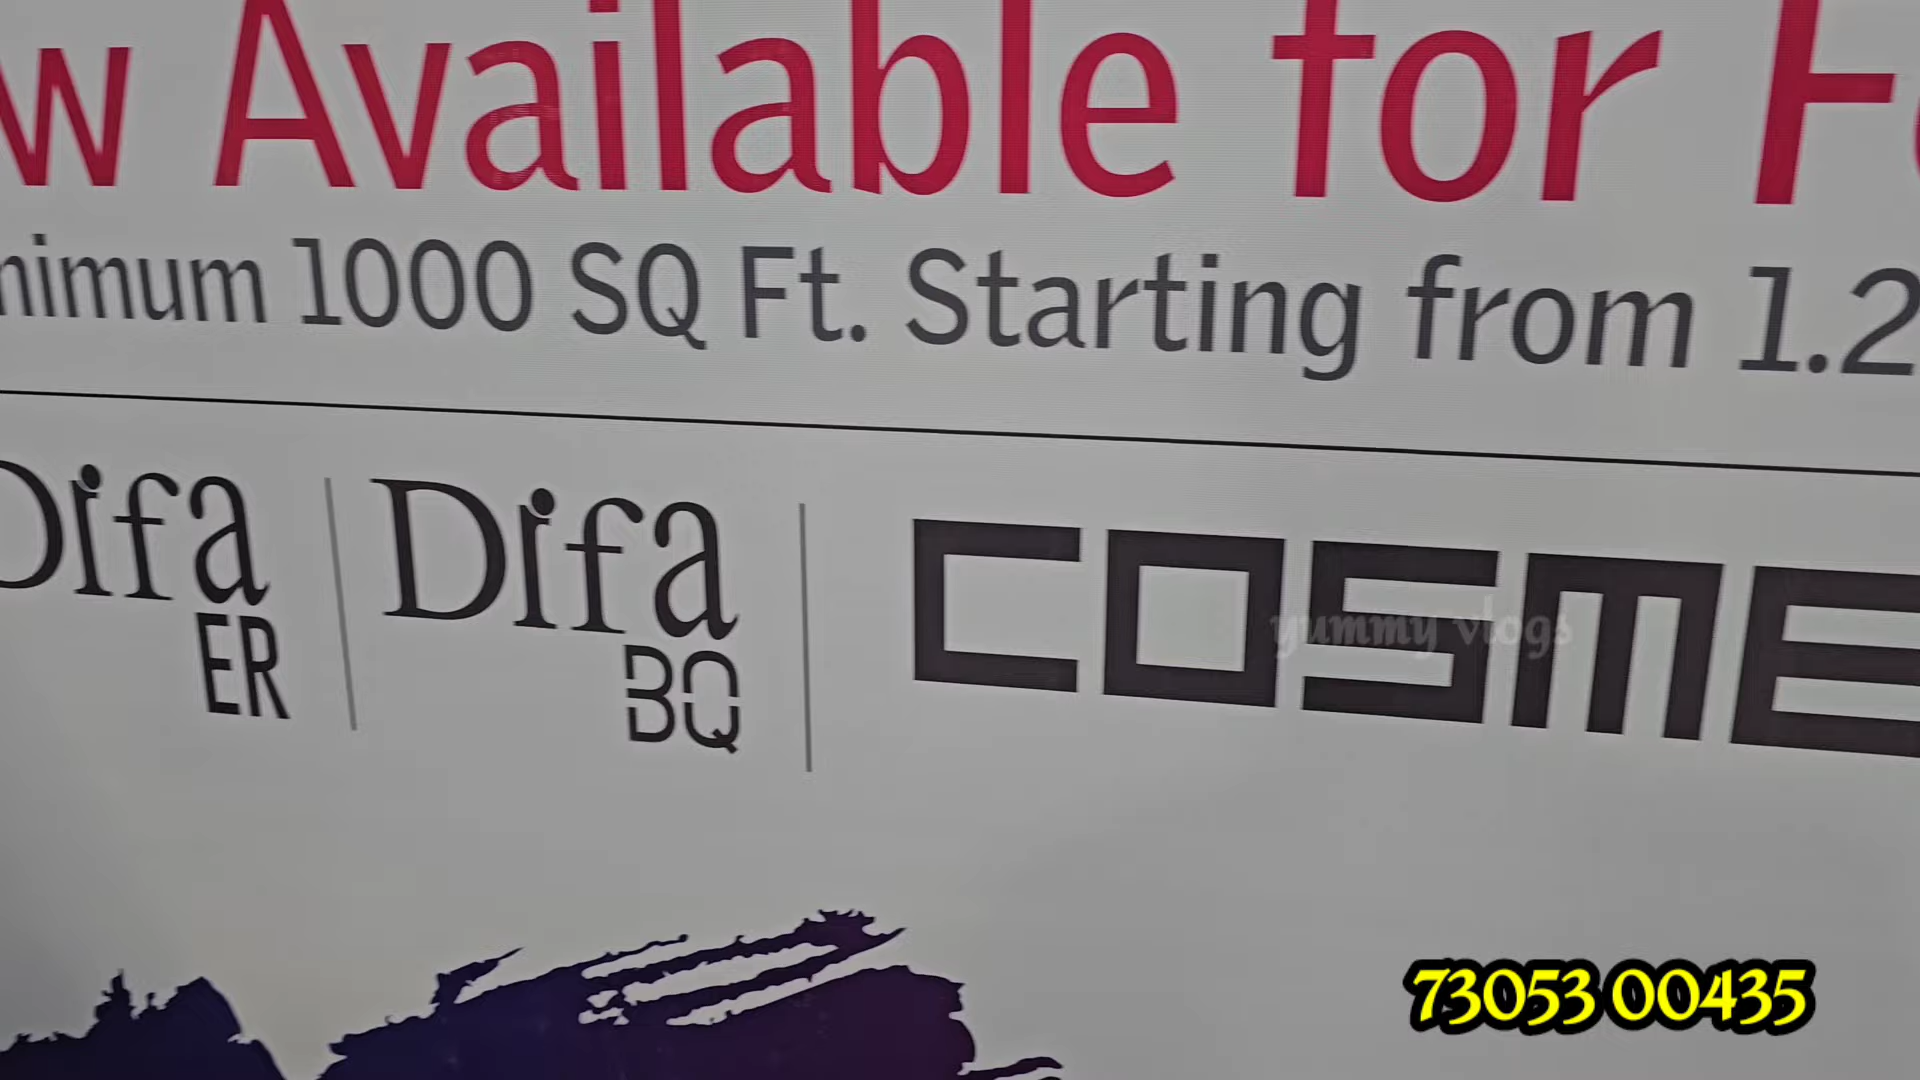 w Available for F
nimum 1000 SQ Ft. Starting from 1.2
Difa
ER
Difa
BQ
COSME
yummy vlogs
73053 00435